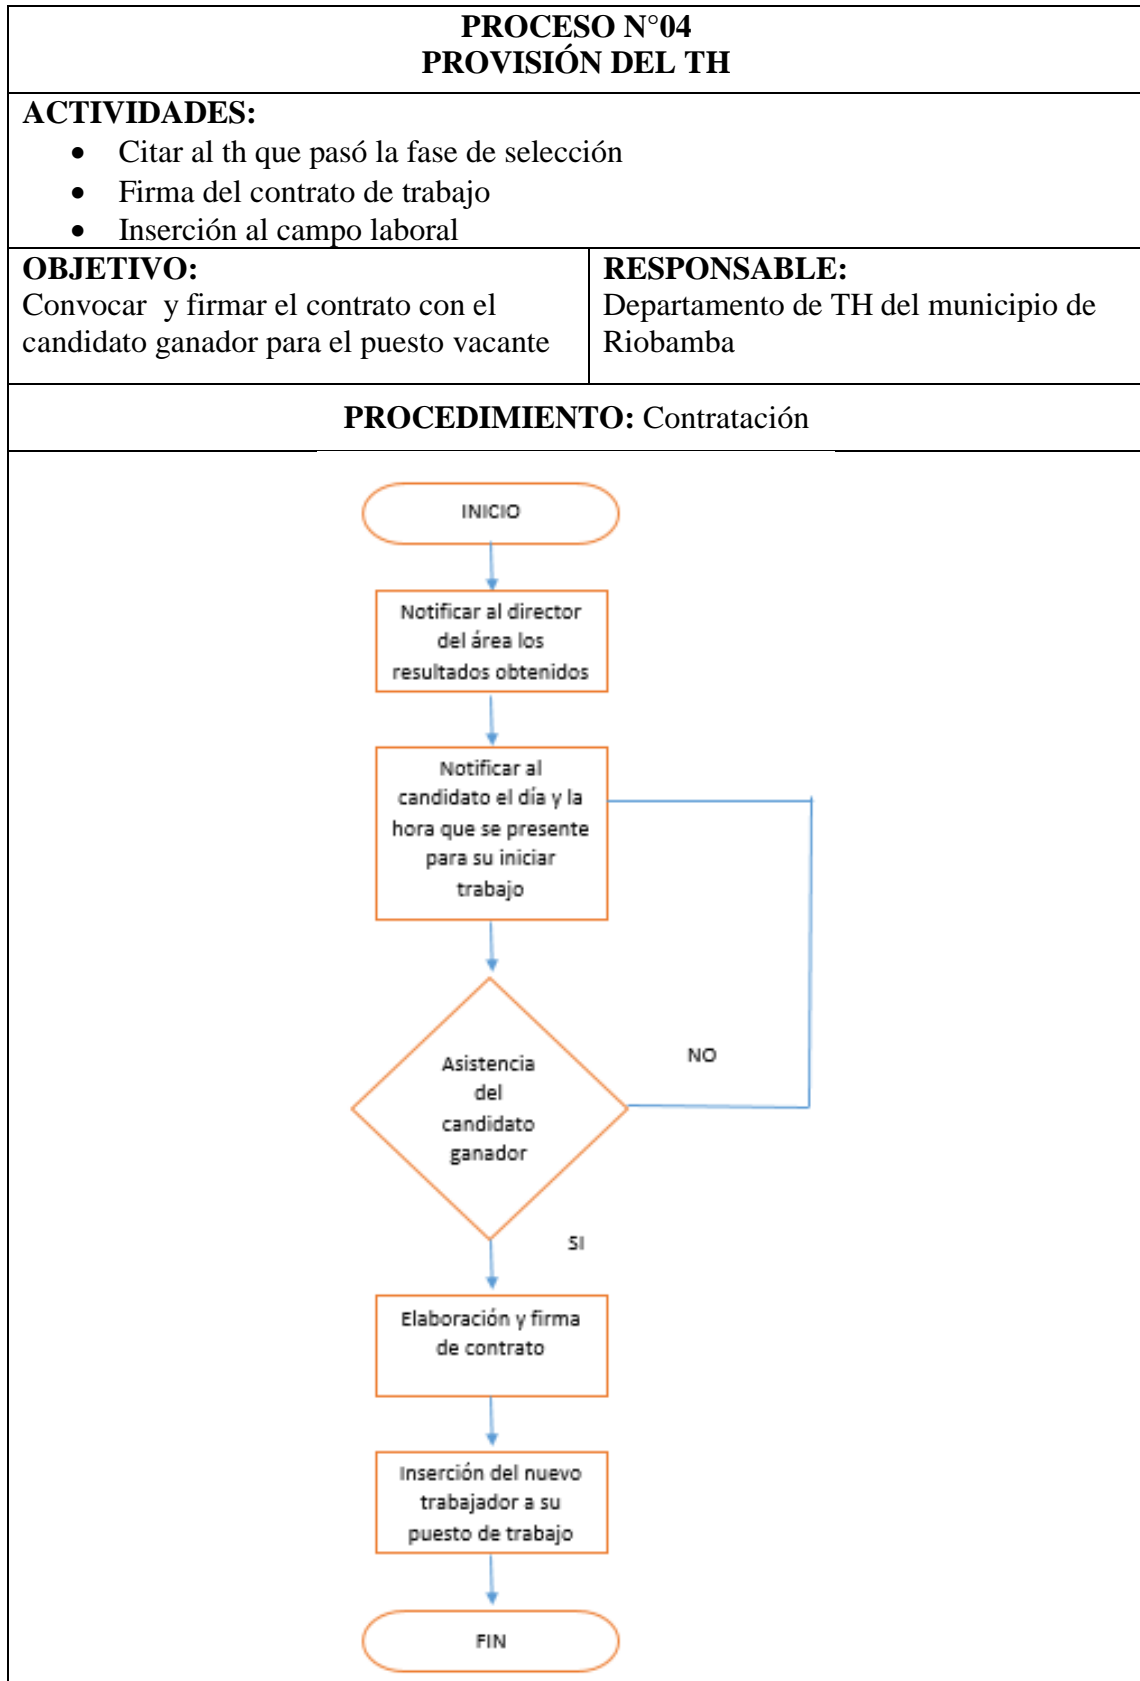 PROCESO N°04
PROVISIÓN DEL TH
ACTIVIDADES:
• Citar al th que pasó la fase de selección
• Firma del contrato de trabajo
• Inserción al campo laboral
OBJETIVO:
Convocar y firmar el contrato con el
candidato ganador para el puesto vacante
RESPONSABLE:
Departamento de TH del municipio de
Riobamba
PROCEDIMIENTO: Contratación
INICIO
Notificar al director
del área los
resultados obtenidos
Notificar al
candidato el día y la
hora que se presente
para su iniciar
trabajo
Asistencia
del
candidato
ganador
NO
SI
Elaboración y firma
de contrato
Inserción del nuevo
trabajador a su
puesto de trabajo
FIN